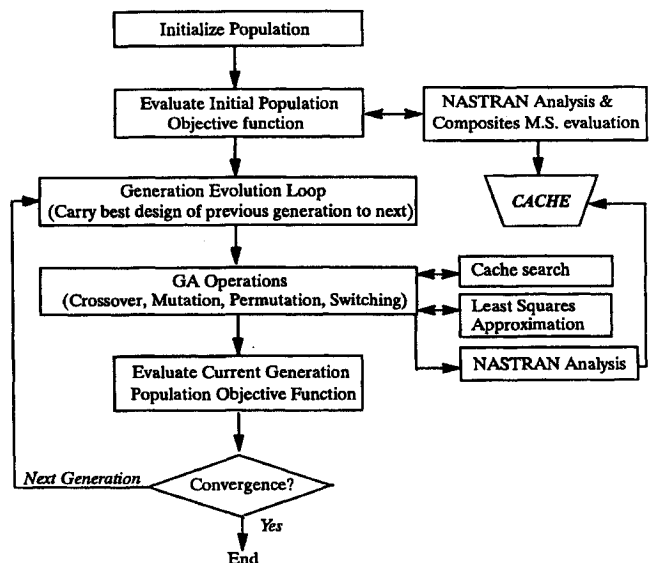 Initialize Population
Evaluate Initial Population
Objective function
NASTRAN Analysis &
Composites M.S. evaluation
Generation Evolution Loop
(Carry best design of previous generation to next)
CACHE
GA Operations
(Crossover, Mutation, Permutation, Switching)
Cache search
Least Squares
Approximation
NASTRAN Analysis
Evaluate Current Generation
Population Objective Function
Next Generation
Convergence?
Yes
End